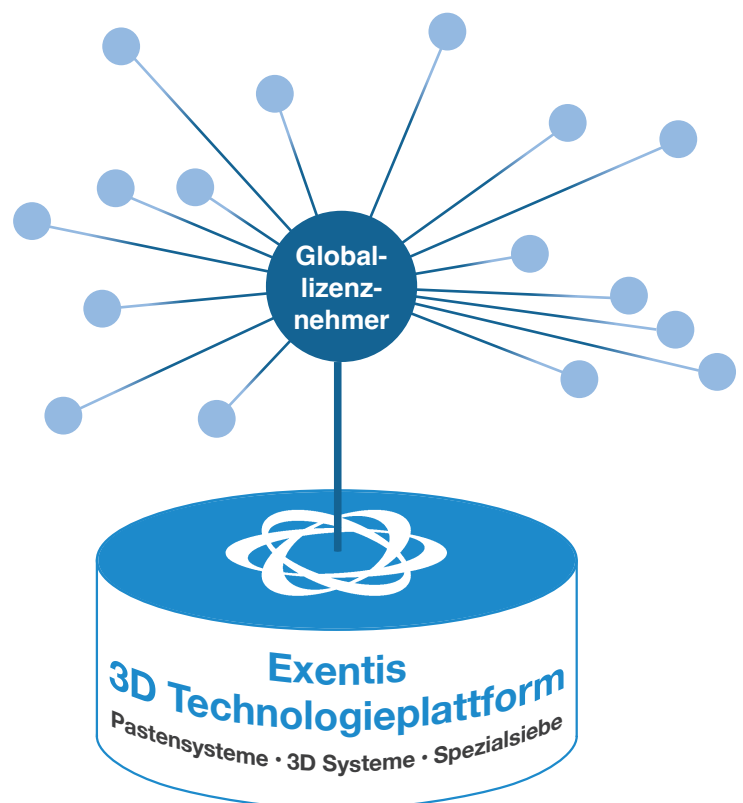 Global-
lizenz-
nehmer
Exentis
3D Technologieplattform
Pastensysteme · 3D Systeme · Spezialsiebe